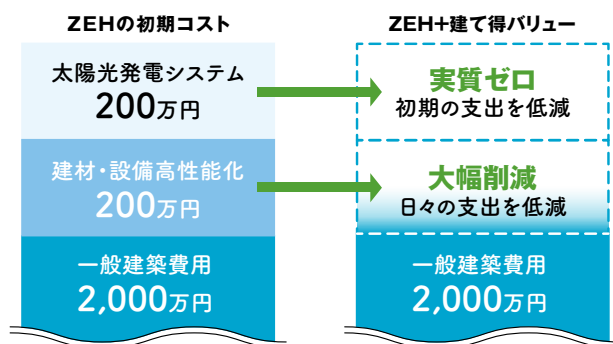 ZEHの初期コスト
太陽光発電システム
200万円
建材・設備高性能化
200万円
一般建築費用
2,000万円
ZEH+建て得バリュー
実質ゼロ
初期の支出を低減
大幅削減
日々の支出を低減
一般建築費用
2,000万円